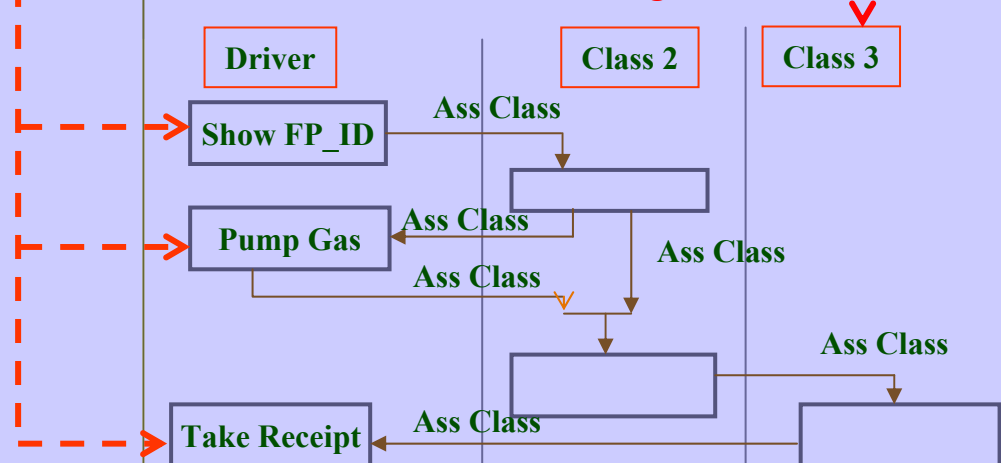 Driver
Class 2
Class 3
Ass Class
Show FP_ID
Ass Class
Pump Gas
Ass Class
Ass Class
Ass Class
Ass Class
Take Receipt